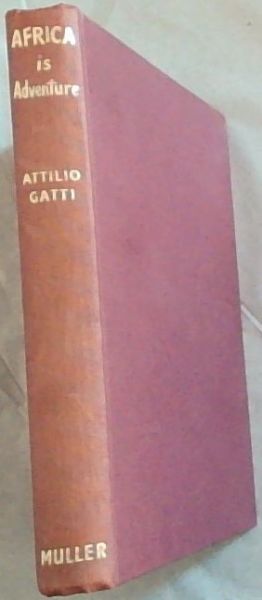 AFRICA
is
Adventure
ATTILIO
GATTI
MULLER